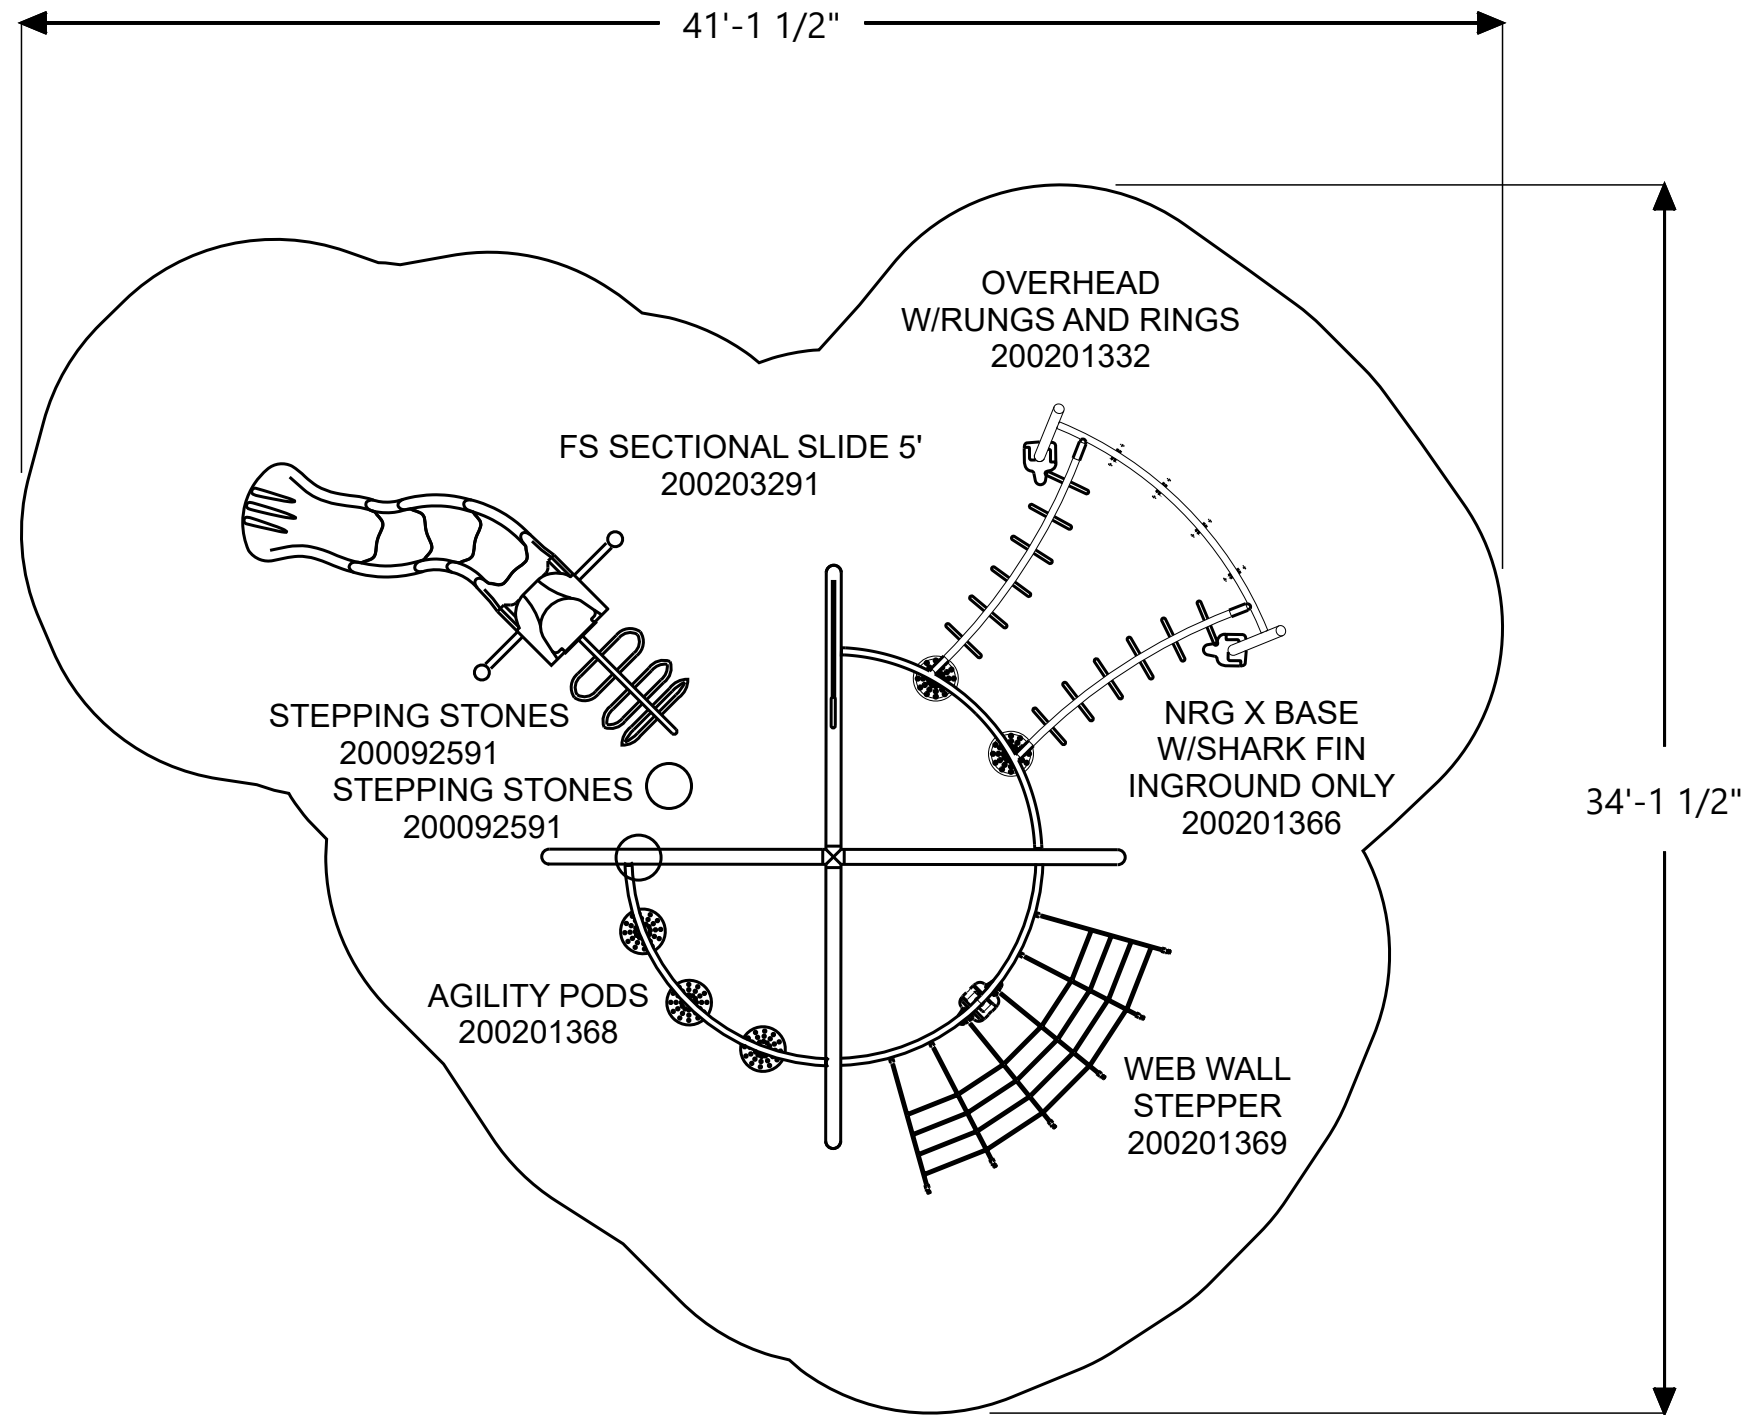 41'-1 1/2"
OVERHEAD
W/RUNGS AND RINGS
200201332
FS SECTIONAL SLIDE 5'
200203291
STEPPING STONES
200092591
STEPPING STONES
200092591
NRG X BASE
W/SHARK FIN
INGROUND ONLY
200201366
34'-1 1/2"
AGILITY PODS
200201368
WEB WALL
STEPPER
200201369